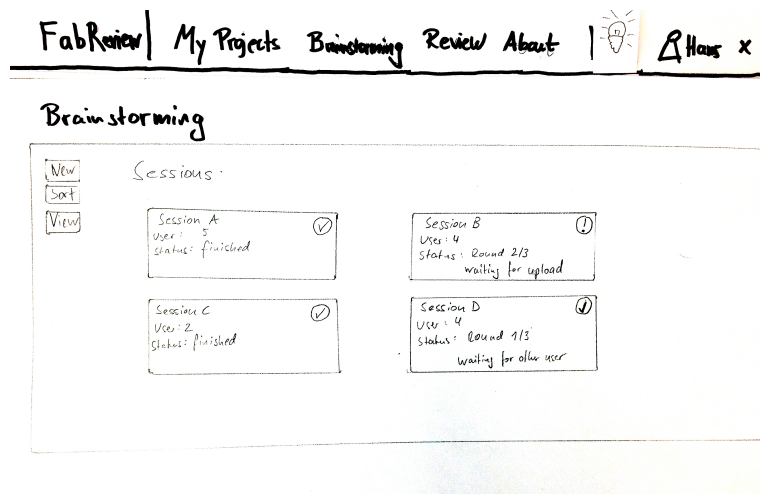 FabReview My Projects Brainstorming Review About Hans x
Brainstorming
New
Sort
View
Sessions:
Session A
User: 5
Status: finished
Session B
User: 4
Status: Round 2/3
waiting for upload
!
Session C
User: 2
Status: finished
Session D
User: 4
Status: Round 1/3
waiting for other user